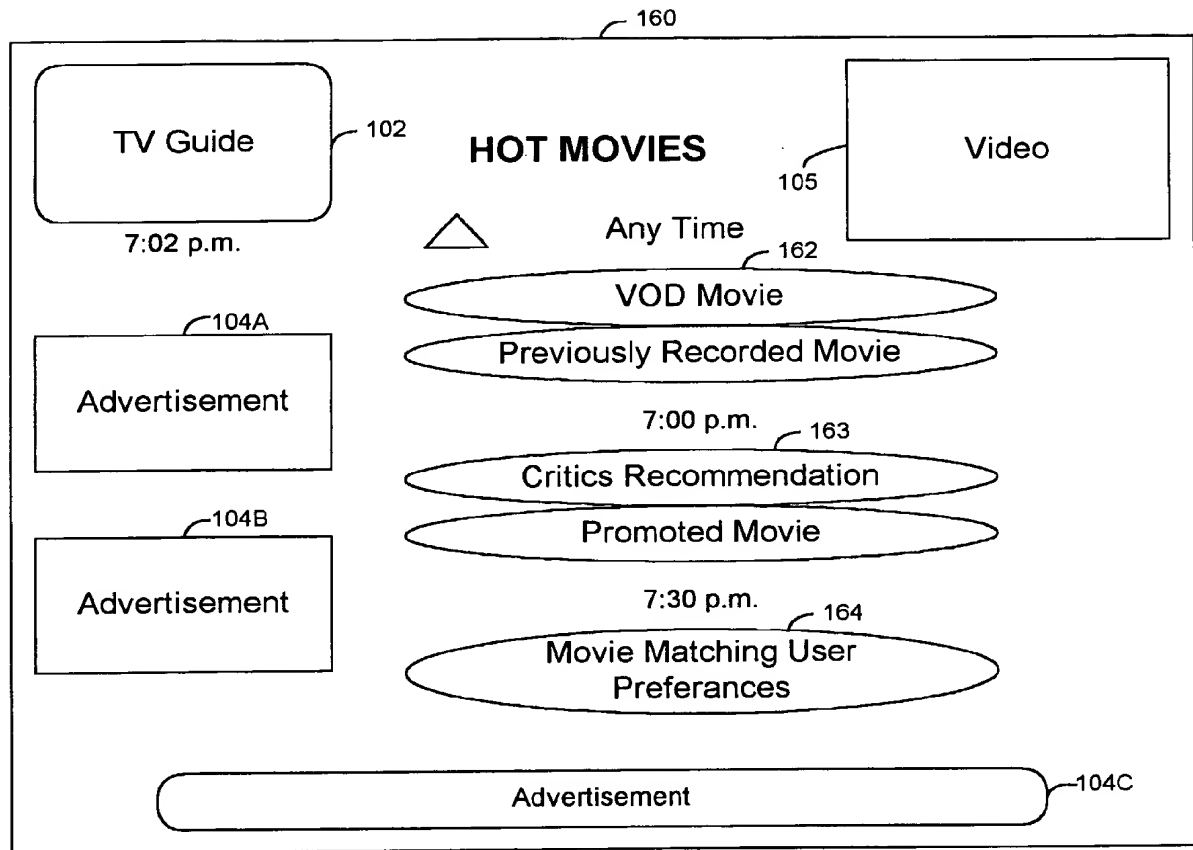 160
TV Guide
102
HOT MOVIES
Video
105
7:02 p.m.
Any Time
162
VOD Movie
Previously Recorded Movie
104A
Advertisement
7:00 p.m.
163
Critics Recommendation
Promoted Movie
104B
Advertisement
7:30 p.m.
164
Movie Matching User
Preferances
Advertisement
104C